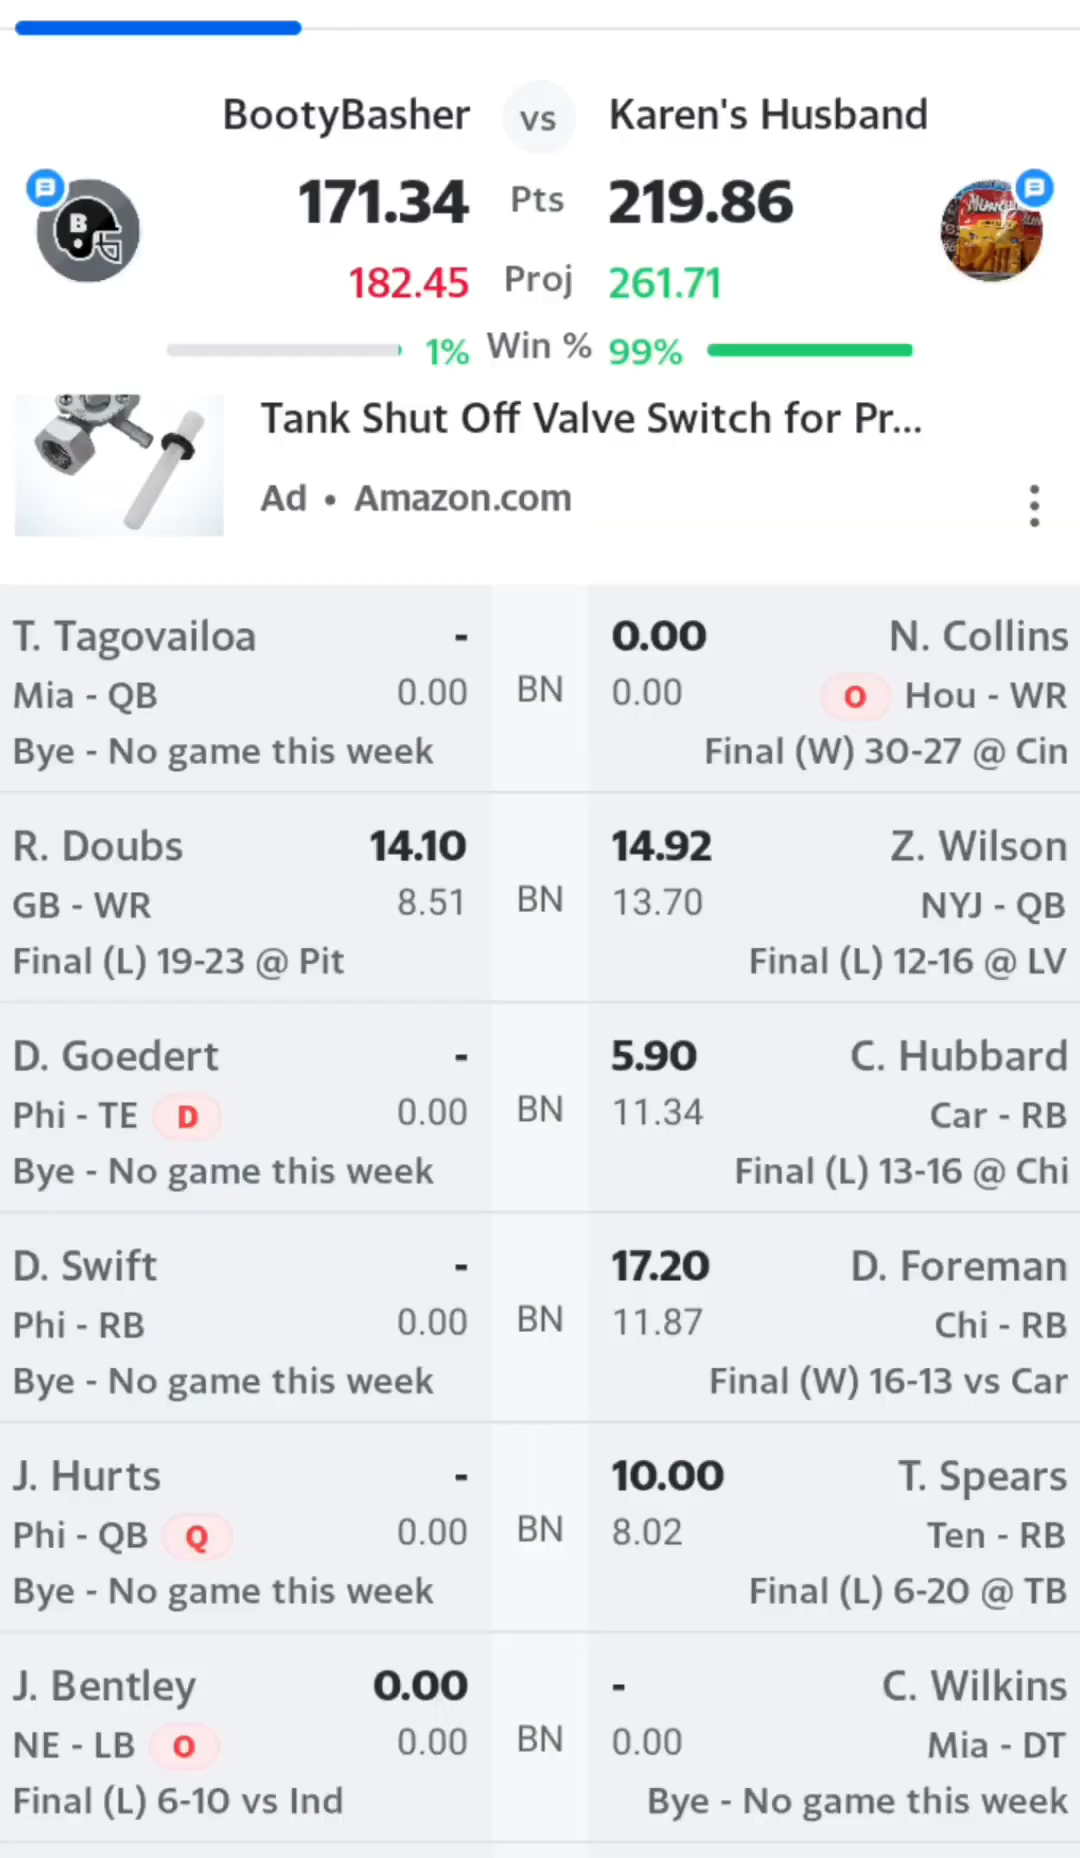 BootyBasher vs Karen's Husband
171.34 Pts 219.86
182.45 Proj 261.71
1% Win % 99%
Tank Shut Off Valve Switch for Pr...
Ad • Amazon.com
T. Tagovailoa - 0.00 N. Collins
Mia - QB 0.00 BN 0.00 O Hou - WR
Bye - No game this week Final (W) 30-27 @ Cin
R. Doubs 14.10 14.92 Z. Wilson
GB - WR 8.51 BN 13.70 NYJ - QB
Final (L) 19-23 @ Pit Final (L) 12-16 @ LV
D. Goedert - 5.90 C. Hubbard
Phi - TE D 0.00 BN 11.34 Car - RB
Bye - No game this week Final (L) 13-16 @ Chi
D. Swift - 17.20 D. Foreman
Phi - RB 0.00 BN 11.87 Chi - RB
Bye - No game this week Final (W) 16-13 vs Car
J. Hurts - 10.00 T. Spears
Phi - QB Q 0.00 BN 8.02 Ten - RB
Bye - No game this week Final (L) 6-20 @ TB
J. Bentley 0.00 - C. Wilkins
NE - LB O 0.00 BN 0.00 Mia - DT
Final (L) 6-10 vs Ind Bye - No game this week